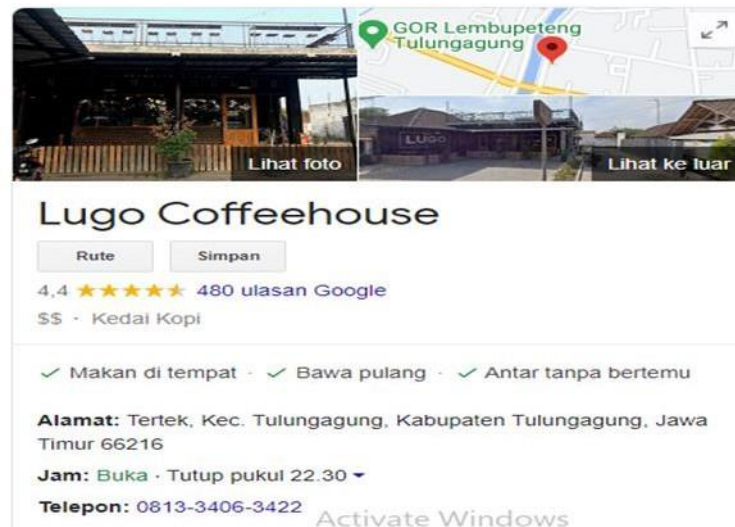 GOR Lembupeteng
Tulungagung
LUGO
Lihat foto
Lihat ke luar
Lugo Coffeehouse
Rute
Simpan
4,4 480 ulasan Google
$$ · Kedai Kopi
Makan di tempat · Bawa pulang · Antar tanpa bertemu
Alamat: Tertek, Kec. Tulungagung, Kabupaten Tulungagung, Jawa
Timur 66216
Jam: Buka · Tutup pukul 22.30
Telepon: 0813-3406-3422
Activate Windows